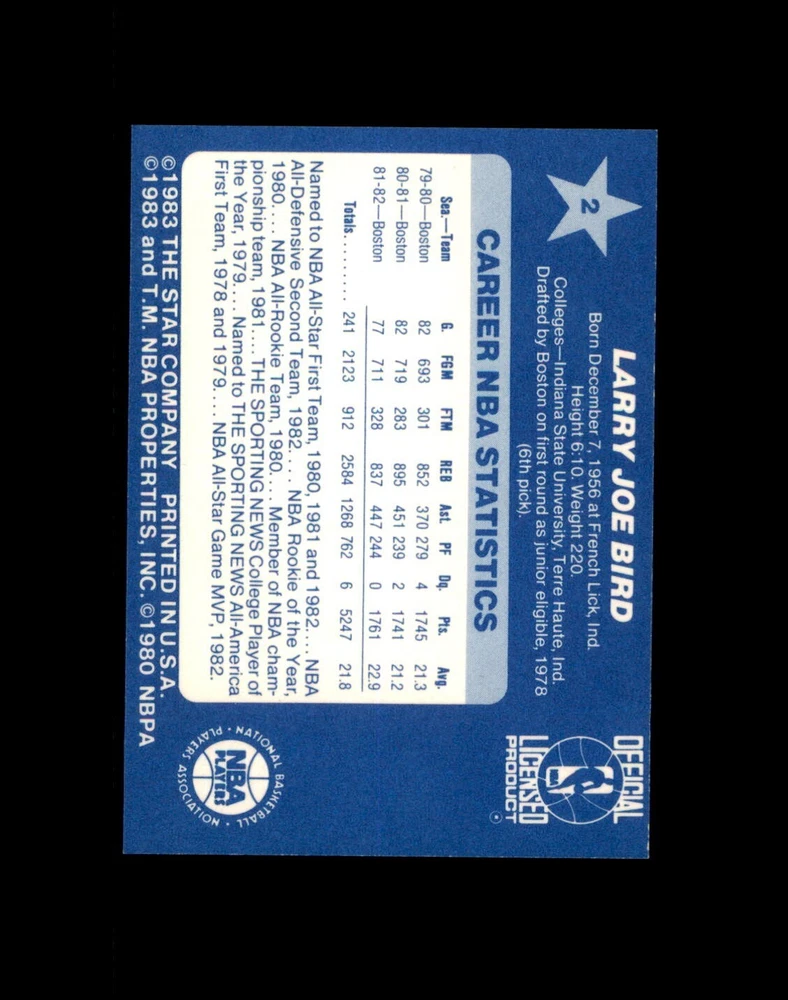 2
LARRY JOE BIRD
Born December 7, 1956 at French Lick, Ind.
Height 6:10. Weight 220.
Colleges—Indiana State University, Terre Haute, Ind.
Drafted by Boston on first round as junior eligible, 1978
(6th pick).
OFFICIAL
LICENSED
PRODUCT
CAREER NBA STATISTICS
Sea.—Team G. FGM FTM REB Ast. PF Dq. Pts. Avg.
79-80—Boston 82 693 301 852 370 279 4 1745 21.3
80-81—Boston 82 719 283 895 451 239 2 1741 21.2
81-82—Boston 77 711 328 837 447 244 0 1761 22.9
Totals.......... 241 2123 912 2584 1268 762 6 5247 21.8
Named to NBA All-Star First Team, 1980, 1981 and 1982.... NBA
All-Defensive Second Team, 1982.... NBA Rookie of the Year,
1980.... NBA All-Rookie Team, 1980.... Member of NBA cham-
pionship team, 1981.... THE SPORTING NEWS College Player of
the Year, 1979.... Named to THE SPORTING NEWS All-America
First Team, 1978 and 1979.... NBA All-Star Game MVP, 1982.
©1983 THE STAR COMPANY PRINTED IN U.S.A.
©1983 and T.M. NBA PROPERTIES, INC. ©1980 NBPA
NATIONAL BASKETBALL
NBA
PLAYERS
PLAYERS ASSOCIATION